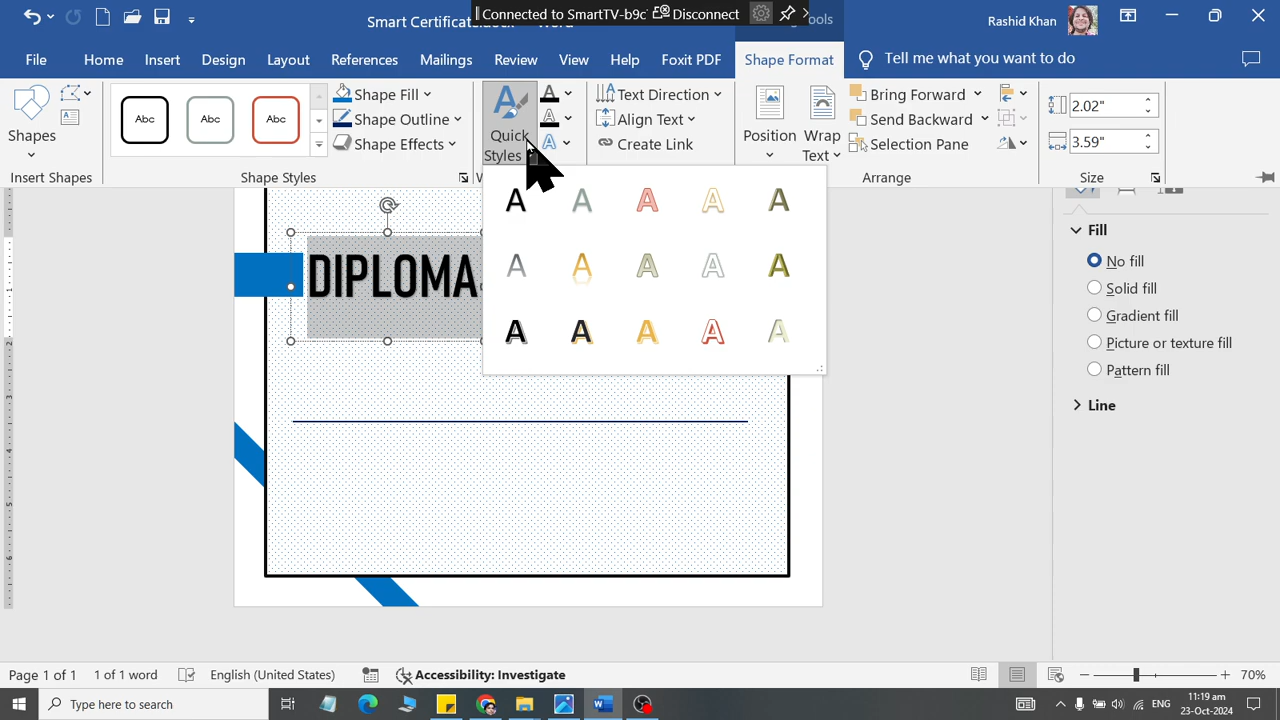 Smart Certificate.docx - Word
Connected to SmartTV-b9c Disconnect
Rashid Khan
File Home Insert Design Layout References Mailings Review View Help Foxit PDF Shape Format Tell me what you want to do
Shapes
Insert Shapes
Abc Abc Abc
Shape Fill
Shape Outline
Shape Effects
Shape Styles
Quick
Styles
Text Direction
Align Text
Create Link
Position
Wrap
Text
Bring Forward
Send Backward
Selection Pane
Arrange
2.02"
3.59"
Size
A A A A A
A A A A A
A A A A A
DIPLOMA
Fill
No fill
Solid fill
Gradient fill
Picture or texture fill
Pattern fill
Line
Page 1 of 1 1 of 1 word English (United States) Accessibility: Investigate 70%
Type here to search
ENG
11:19 am
23-Oct-2024